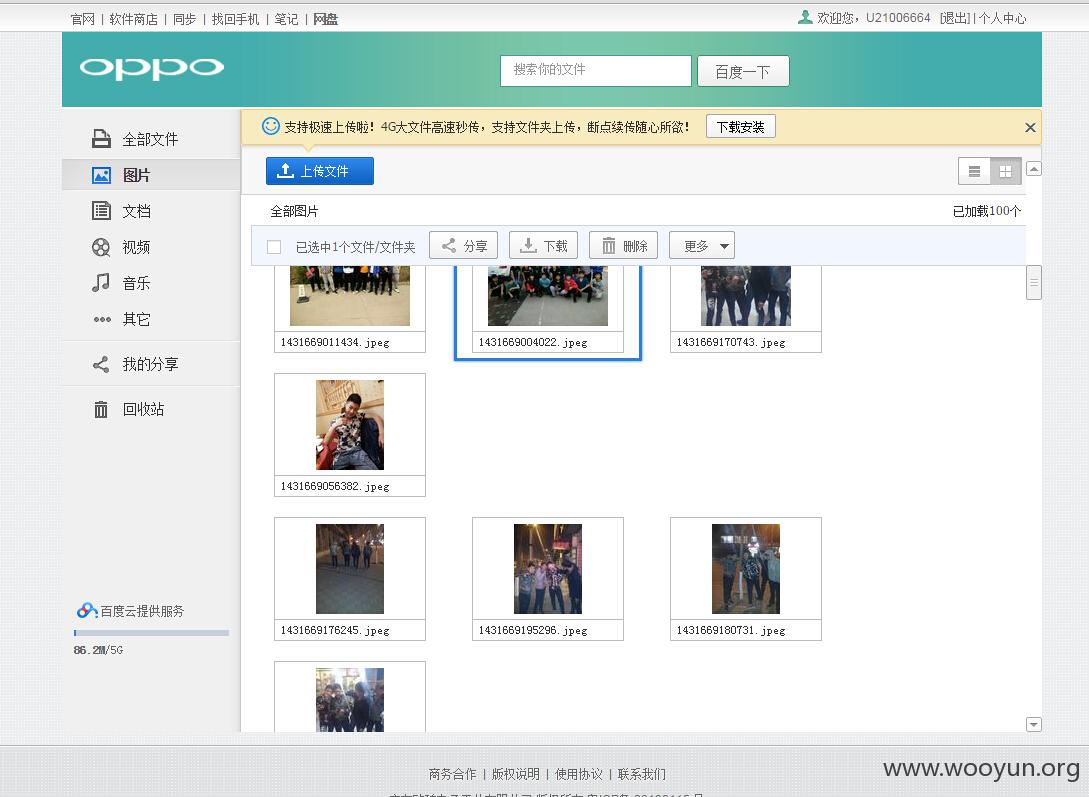 官网 | 软件商店 | 同步 | 找回手机 | 笔记 | 网盘
欢迎您，U21006664 [退出] | 个人中心
oppo
搜索你的文件
百度一下
支持极速上传啦！4G大文件高速秒传，支持文件夹上传，断点续传随心所欲！
下载安装
全部文件
图片
文档
视频
音乐
其它
我的分享
回收站
百度云提供服务
86.2M/5G
上传文件
全部图片
已加载100个
已选中1个文件/文件夹
分享
下载
删除
更多
1431669011434.jpeg
1431669004022.jpeg
1431669170743.jpeg
1431669056382.jpeg
1431669176245.jpeg
1431669195296.jpeg
1431669180731.jpeg
商务合作 | 版权说明 | 使用协议 | 联系我们
www.wooyun.org